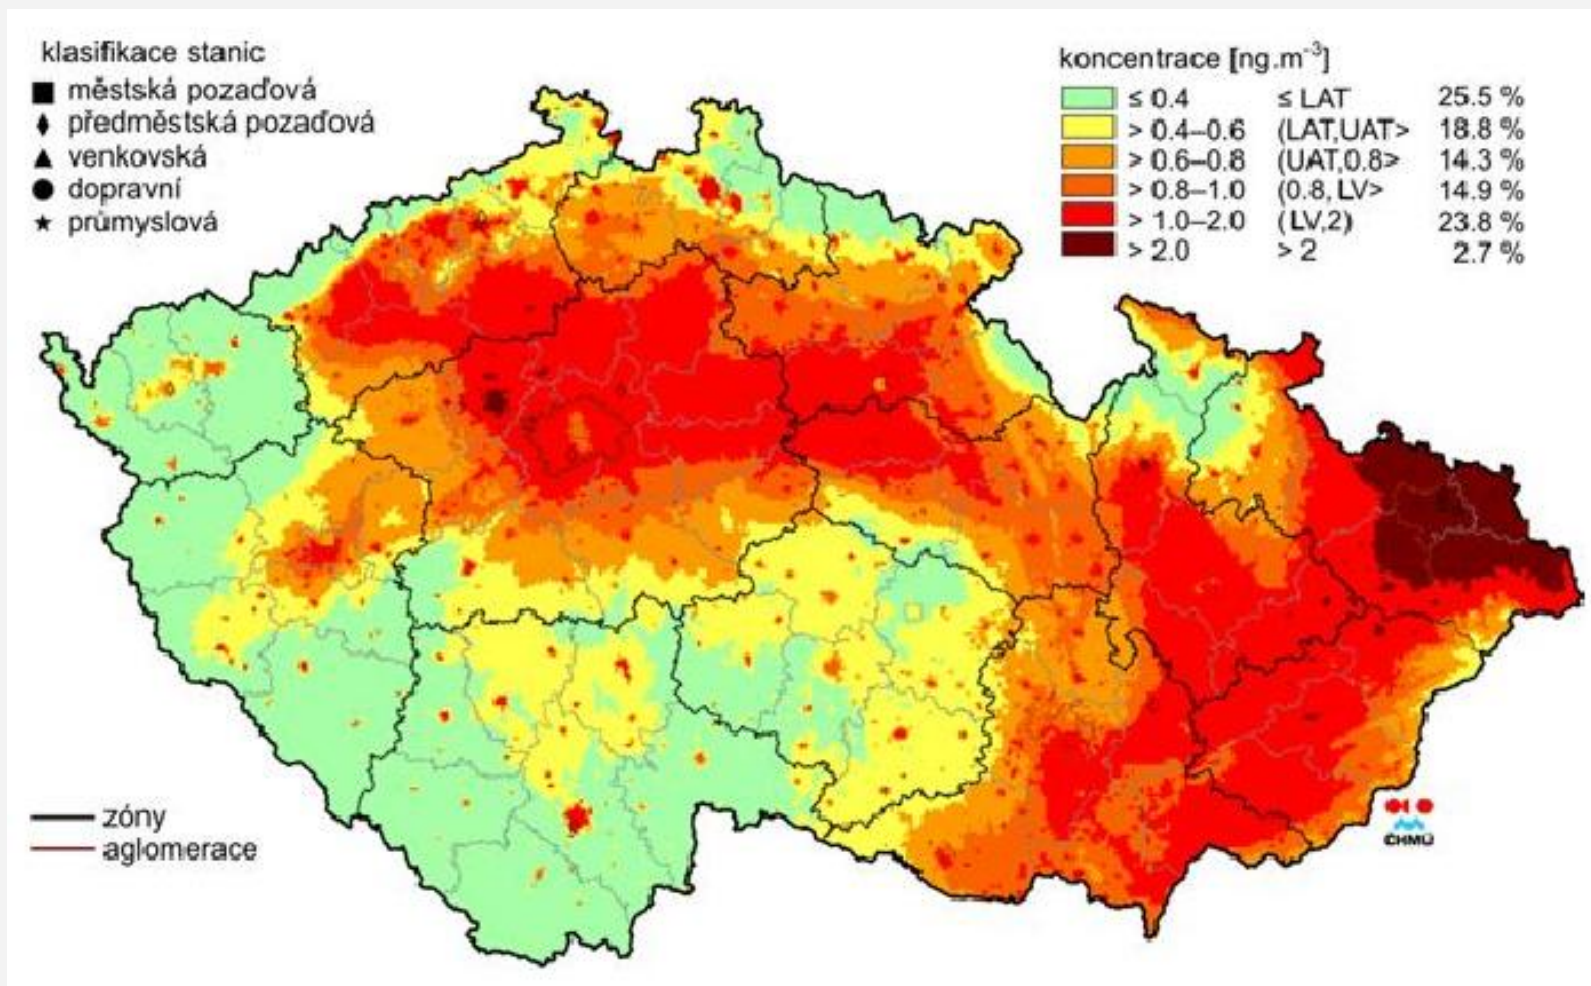 klasifikace stanic
městská pozaďová
předměstská pozaďová
venkovská
dopravní
průmyslová
koncentrace [ng.m⁻³]
≤ 0.4 ≤ LAT 25.5 %
> 0.4–0.6 (LAT,UAT> 18.8 %
> 0.6–0.8 (UAT,0.8> 14.3 %
> 0.8–1.0 (0.8, LV> 14.9 %
> 1.0–2.0 (LV,2) 23.8 %
> 2.0 > 2 2.7 %
zóny
aglomerace
ČHMÚ